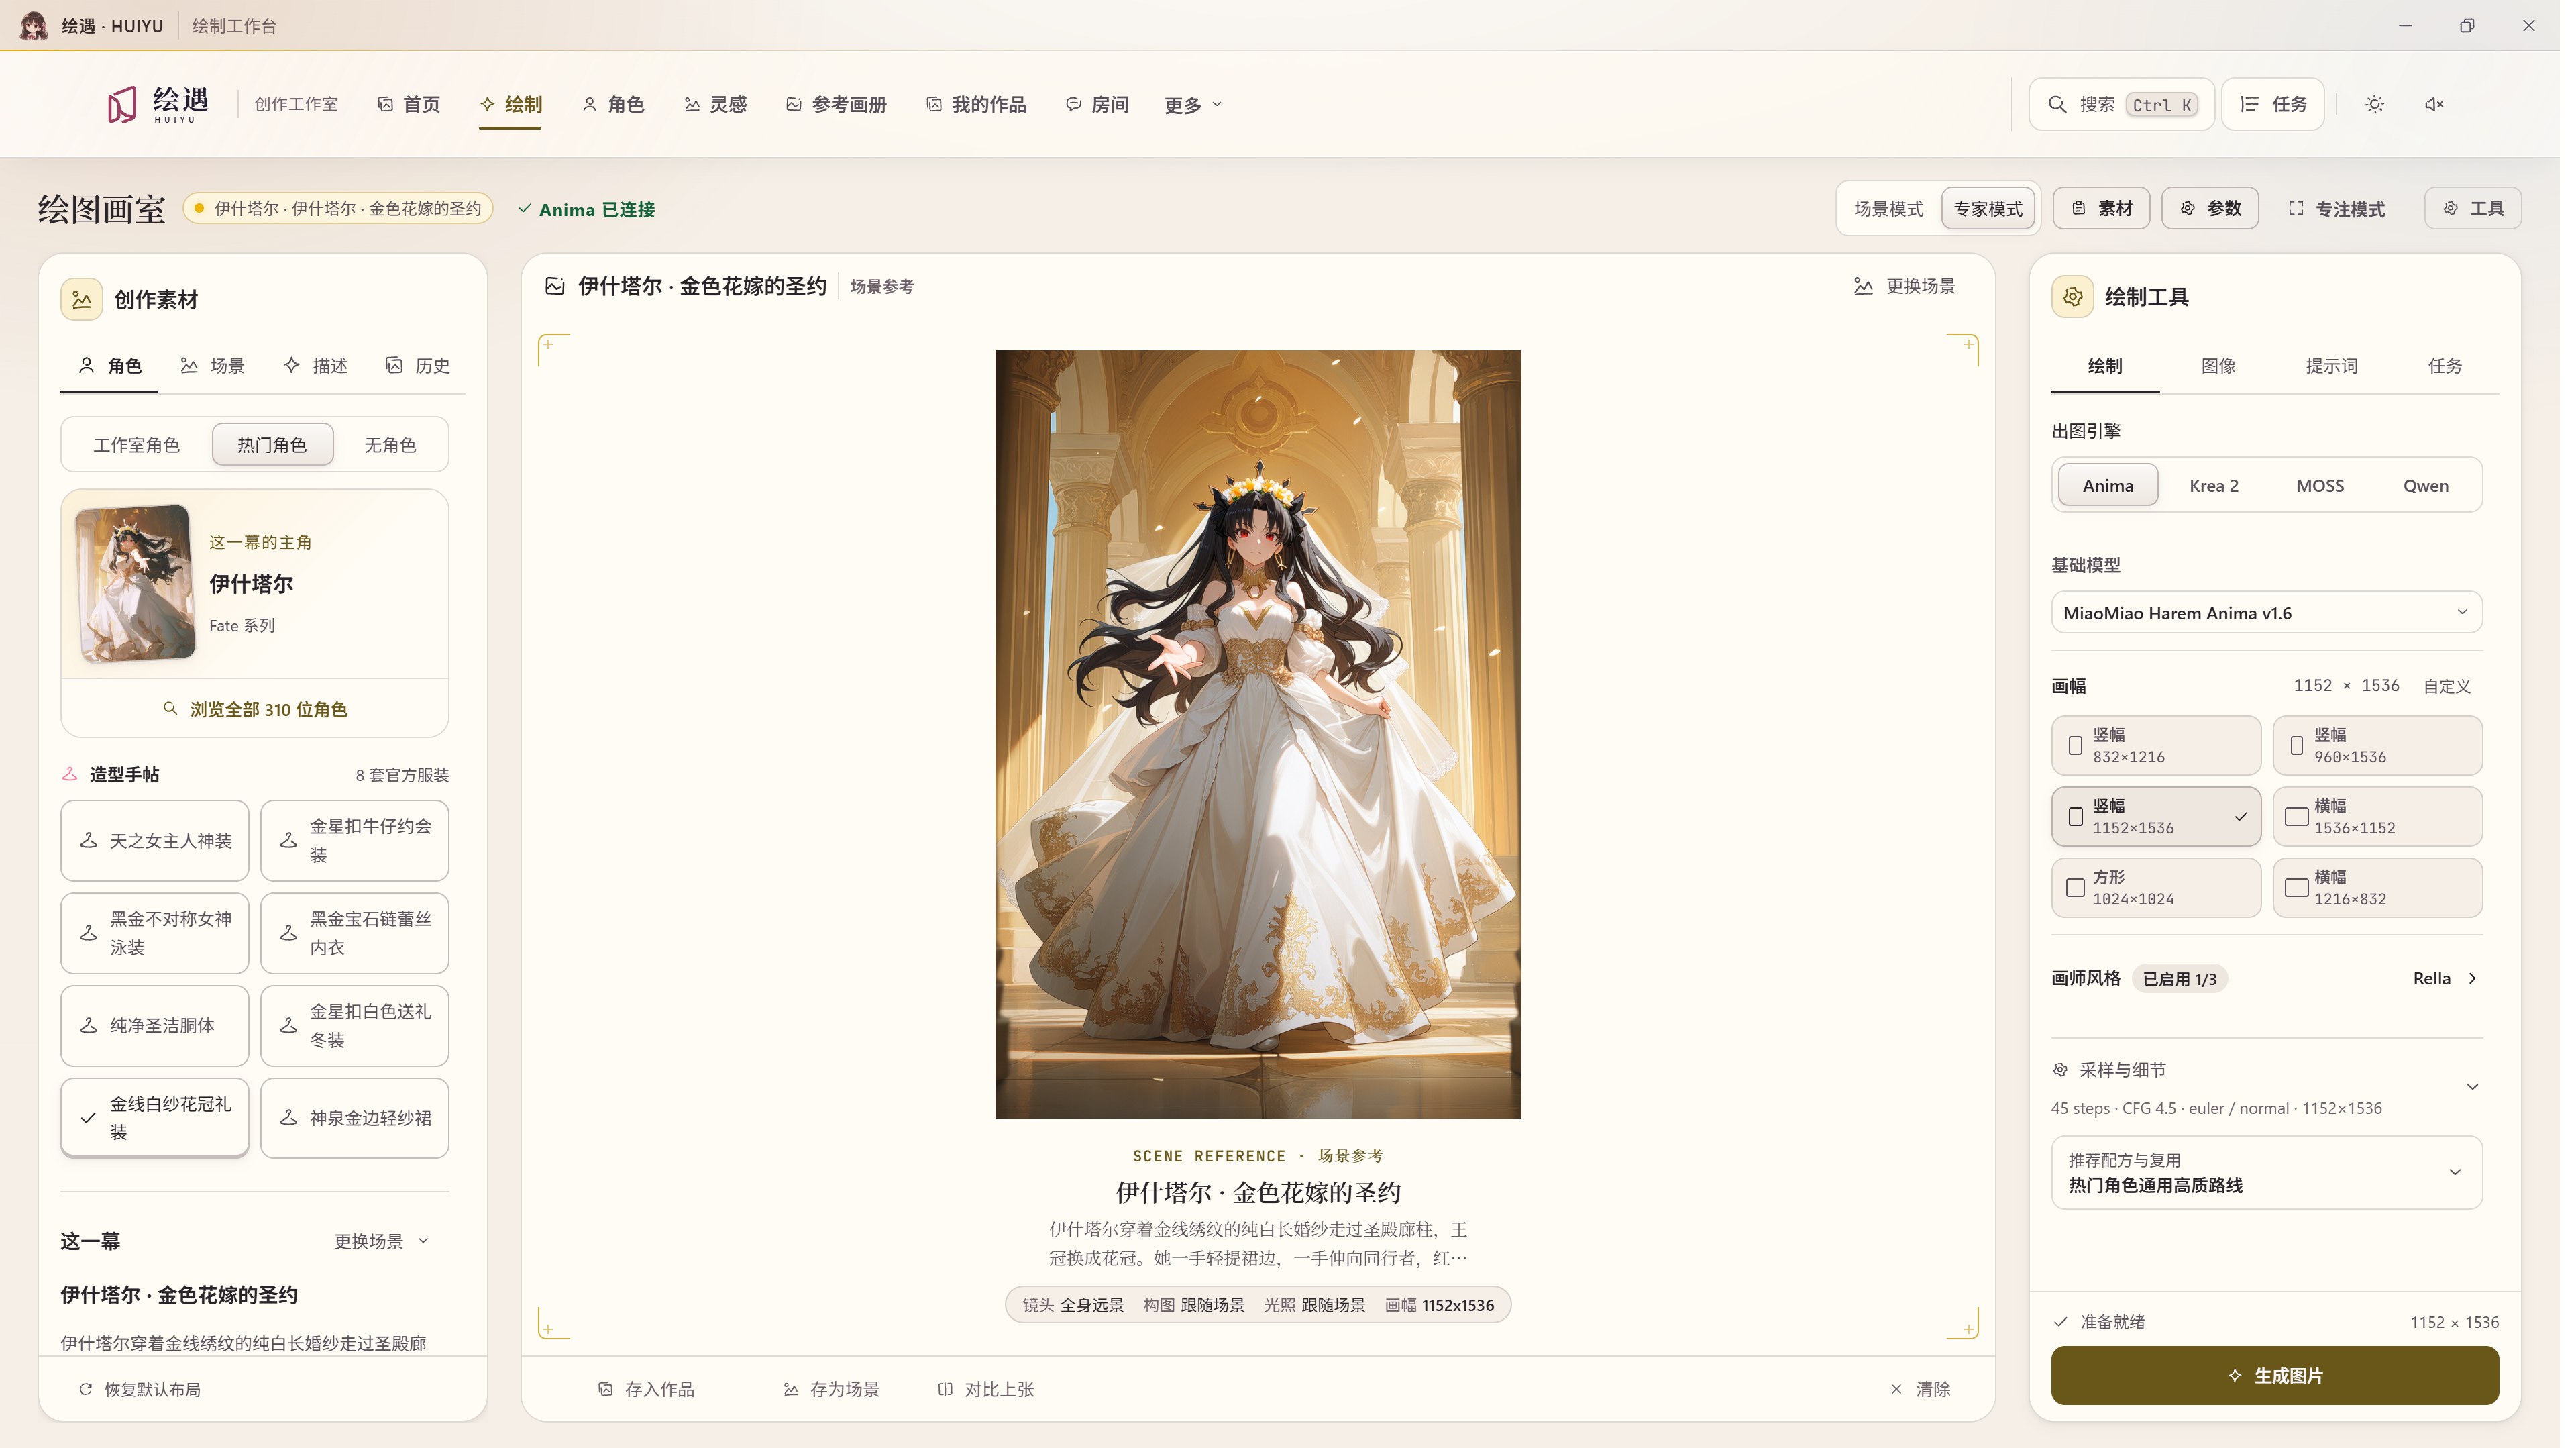 绘遇 · HUIYU
绘制工作台
绘遇
HUIYU
创作工作室
首页
绘制
角色
灵感
参考画册
我的作品
房间
更多
搜索 Ctrl K
任务
绘图画室
伊什塔尔 · 伊什塔尔 · 金色花嫁的圣约
Anima 已连接
场景模式
专家模式
素材
参数
专注模式
工具
创作素材
角色
场景
描述
历史
工作室角色
热门角色
无角色
这一幕的主角
伊什塔尔
Fate 系列
浏览全部 310 位角色
造型手帖
8 套官方服装
天之女主人神装
金星扣牛仔约会
装
黑金不对称女神
泳装
黑金宝石链蕾丝
内衣
纯净圣洁胴体
金星扣白色送礼
冬装
金线白纱花冠礼
装
神泉金边轻纱裙
这一幕
更换场景
伊什塔尔 · 金色花嫁的圣约
伊什塔尔穿着金线绣纹的纯白长婚纱走过圣殿廊
恢复默认布局
伊什塔尔 · 金色花嫁的圣约
场景参考
更换场景
SCENE REFERENCE · 场景参考
伊什塔尔 · 金色花嫁的圣约
伊什塔尔穿着金线绣纹的纯白长婚纱走过圣殿廊柱，王
冠换成花冠。她一手轻提裙边，一手伸向同行者，红…
镜头 全身远景 构图 跟随场景 光照 跟随场景 画幅 1152x1536
存入作品
存为场景
对比上张
清除
绘制工具
绘制
图像
提示词
任务
出图引擎
Anima
Krea 2
MOSS
Qwen
基础模型
MiaoMiao Harem Anima v1.6
画幅
1152 × 1536
自定义
竖幅
832×1216
竖幅
960×1536
竖幅
1152×1536
横幅
1536×1152
方形
1024×1024
横幅
1216×832
画师风格
已启用 1/3
Rella
采样与细节
45 steps · CFG 4.5 · euler / normal · 1152×1536
推荐配方与复用
热门角色通用高质路线
准备就绪
1152 × 1536
生成图片